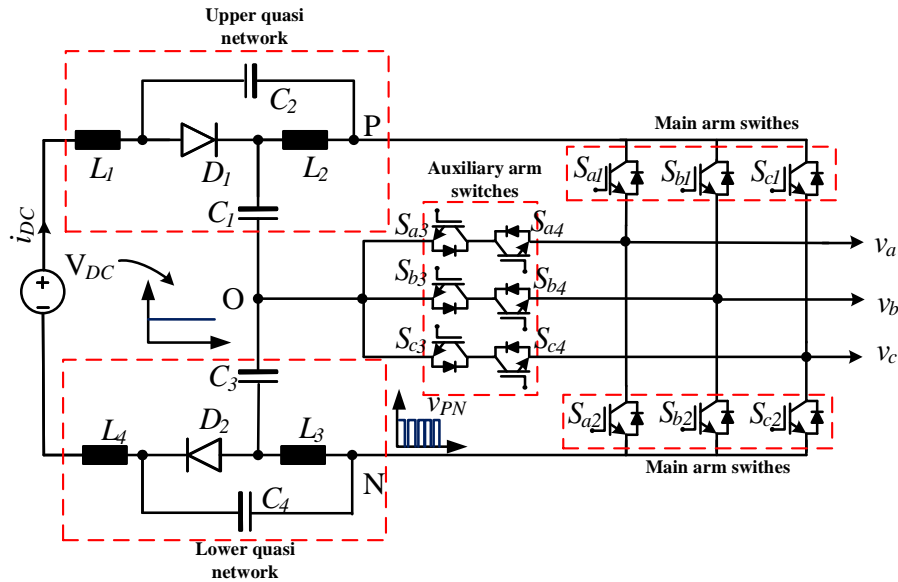 Upper quasi
network
C2
P
Main arm swithes
L1
D1
L2
Auxiliary arm
switches
Sa1
Sb1
Sc1
C1
Sa3
Sa4
iDC
va
VDC
Sb3
Sb4
O
vb
Sc3
Sc4
vc
C3
vPN
Sa2
Sb2
Sc2
L4
D2
L3
Main arm swithes
N
C4
Lower quasi
network